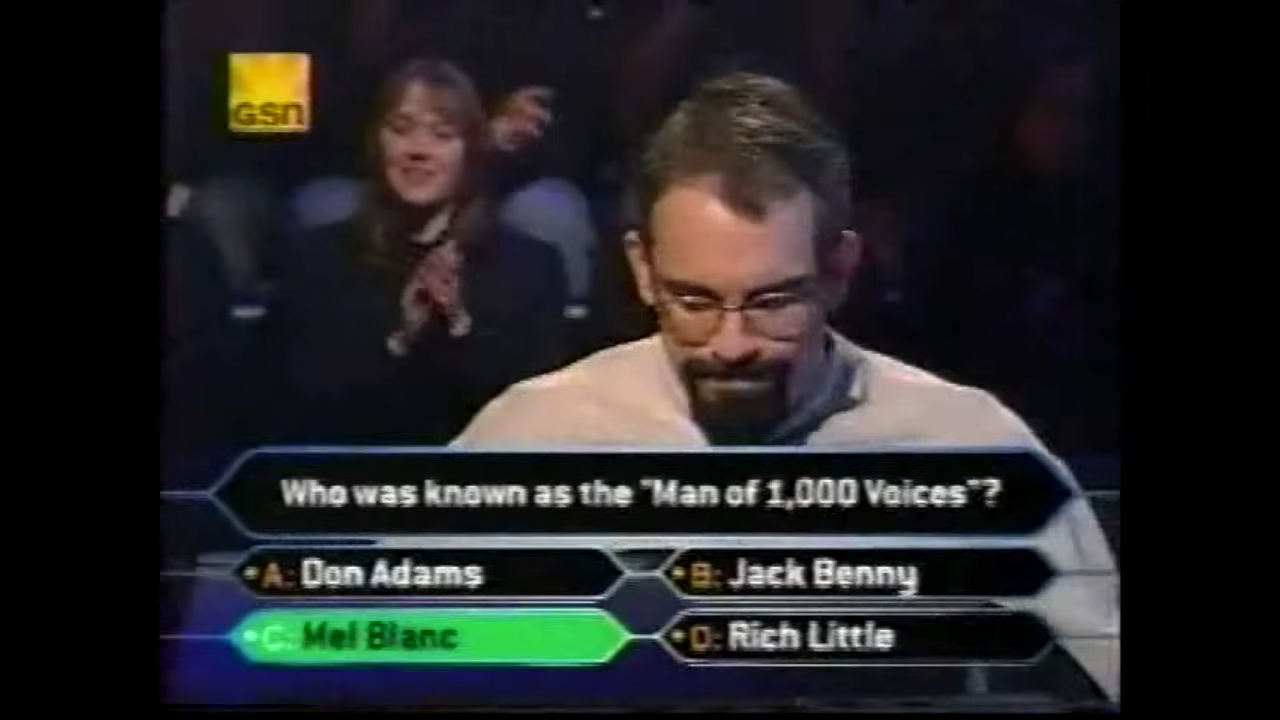 GSN
Who was known as the "Man of 1,000 Voices"?
A: Don Adams
B: Jack Benny
C: Mel Blanc
D: Rich Little